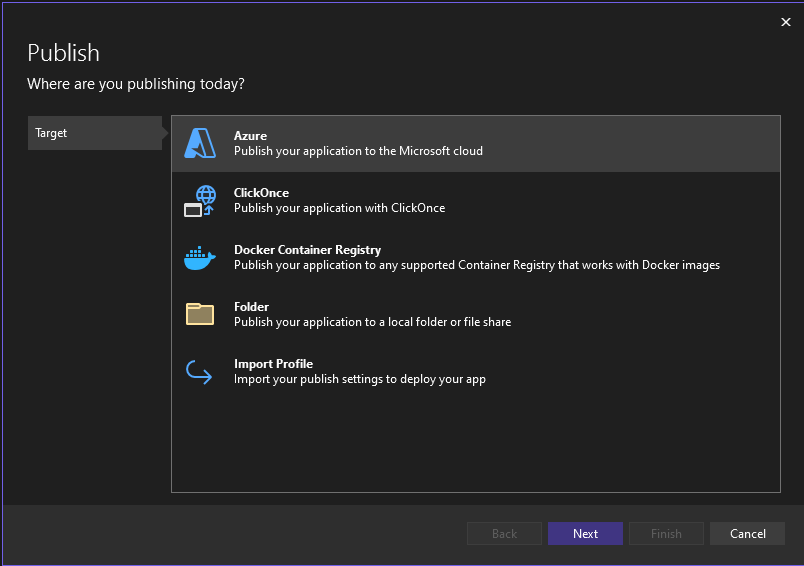 Publish
Where are you publishing today?
Target
Azure
Publish your application to the Microsoft cloud
ClickOnce
Publish your application with ClickOnce
Docker Container Registry
Publish your application to any supported Container Registry that works with Docker images
Folder
Publish your application to a local folder or file share
Import Profile
Import your publish settings to deploy your app
Back
Next
Finish
Cancel